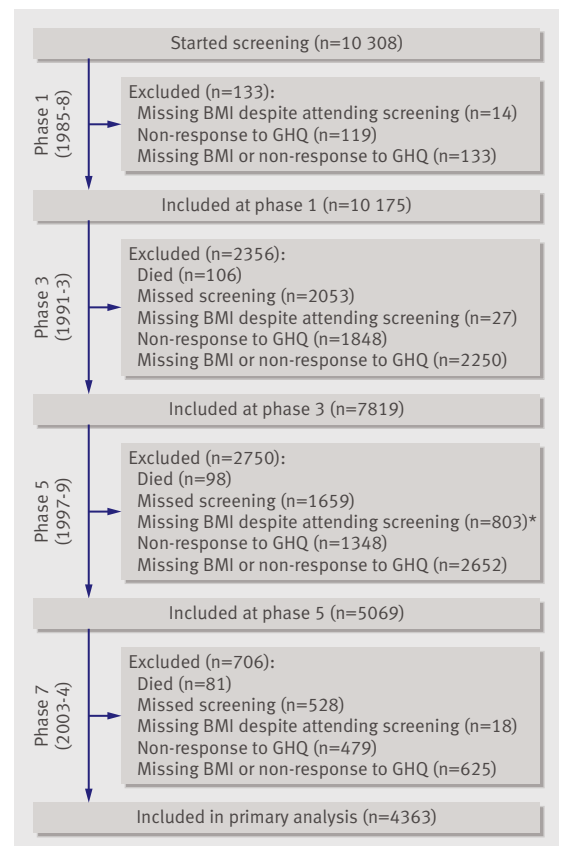 Started screening (n=10 308)
Phase 1
(1985-8)
Excluded (n=133):
Missing BMI despite attending screening (n=14)
Non-response to GHQ (n=119)
Missing BMI or non-response to GHQ (n=133)
Included at phase 1 (n=10 175)
Phase 3
(1991-3)
Excluded (n=2356):
Died (n=106)
Missed screening (n=2053)
Missing BMI despite attending screening (n=27)
Non-response to GHQ (n=1848)
Missing BMI or non-response to GHQ (n=2250)
Included at phase 3 (n=7819)
Phase 5
(1997-9)
Excluded (n=2750):
Died (n=98)
Missed screening (n=1659)
Missing BMI despite attending screening (n=803)*
Non-response to GHQ (n=1348)
Missing BMI or non-response to GHQ (n=2652)
Included at phase 5 (n=5069)
Phase 7
(2003-4)
Excluded (n=706):
Died (n=81)
Missed screening (n=528)
Missing BMI despite attending screening (n=18)
Non-response to GHQ (n=479)
Missing BMI or non-response to GHQ (n=625)
Included in primary analysis (n=4363)